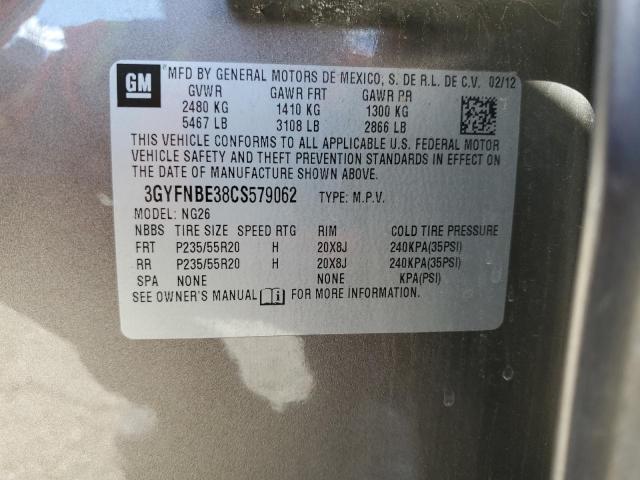 GM MFD BY GENERAL MOTORS DE MEXICO, S. DE R.L. DE C.V. 02/12
GVWR GAWR FRT GAWR RR
2480 KG 1410 KG 1300 KG
5467 LB 3108 LB 2866 LB
THIS VEHICLE CONFORMS TO ALL APPLICABLE U.S. FEDERAL MOTOR
VEHICLE SAFETY AND THEFT PREVENTION STANDARDS IN EFFECT ON
THE DATE OF MANUFACTURE SHOWN ABOVE.
3GYFNBE38CS579062 TYPE: M.P.V.
MODEL: NG26
NBBS TIRE SIZE SPEED RTG RIM COLD TIRE PRESSURE
FRT P235/55R20 H 20X8J 240KPA(35PSI)
RR P235/55R20 H 20X8J 240KPA(35PSI)
SPA NONE NONE KPA(PSI)
SEE OWNER'S MANUAL FOR MORE INFORMATION.